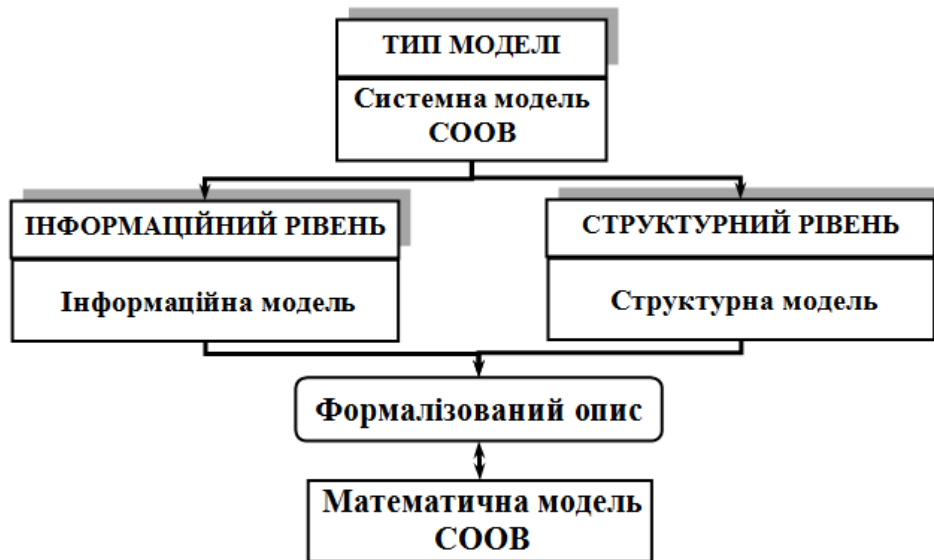 ТИП МОДЕЛІ
Системна модель
СООВ
ІНФОРМАЦІЙНИЙ РІВЕНЬ
Інформаційна модель
СТРУКТУРНИЙ РІВЕНЬ
Структурна модель
Формалізований опис
Математична модель
СООВ